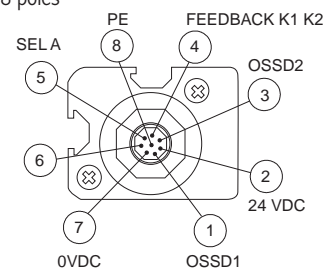 8 poles
PE FEEDBACK K1 K2
SEL A 8 4
OSSD2
5 3
6 2
24 VDC
7 1
0VDC OSSD1